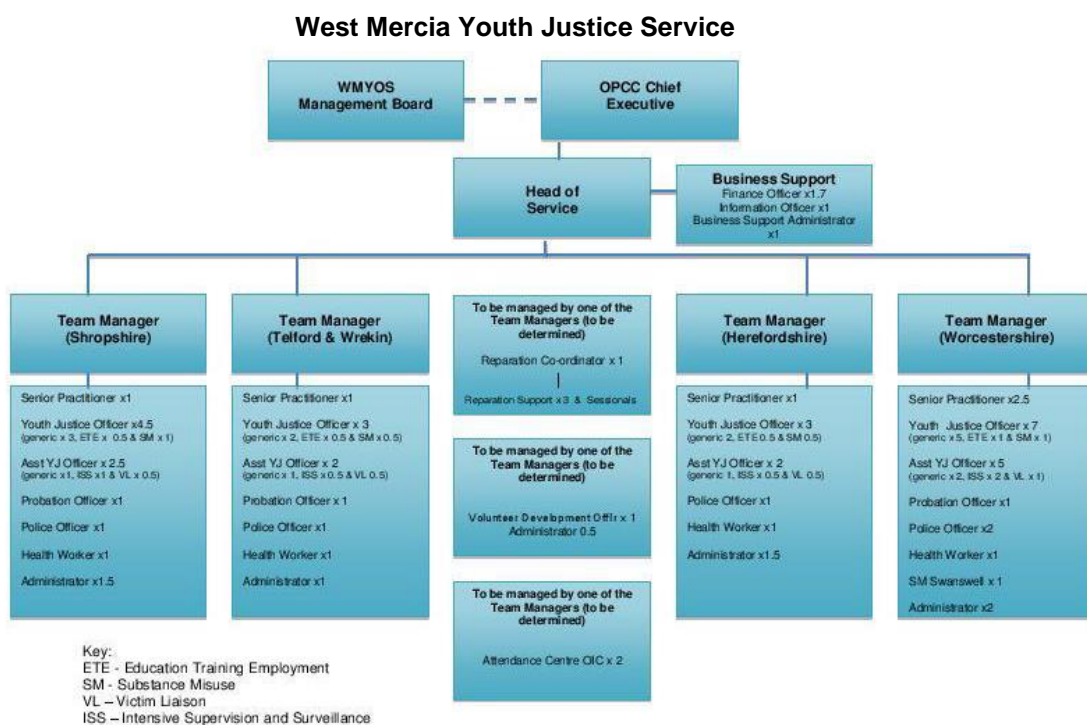 West Mercia Youth Justice Service
WMYOS
Management Board
OPCC Chief
Executive
Head of
Service
Business Support
Finance Officer x1.7
Information Officer x1
Business Support Administrator
x1
Team Manager
(Shropshire)
Senior Practitioner x1
Youth Justice Officer x4.5
(generic x 3, ETE x 0.5 & SM x 1)
Asst YJ Officer x 2.5
(generic x1, ISS x1 & VL x 0.5)
Probation Officer x1
Police Officer x1
Health Worker x1
Administrator x1.5
Team Manager
(Telford & Wrekin)
Senior Practitioner x1
Youth Justice Officer x 3
(generic x 2, ETE x 0.5 & SM x 0.5)
Asst YJ Officer x 2
(generic x 1, ISS x 0.5 & VL 0.5)
Probation Officer x 1
Police Officer x1
Health Worker x1
Administrator x1
To be managed by one of the
Team Managers (to be
determined)
Reparation Co-ordinator x 1
Reparation Support x 3 & Sessionals
To be managed by one of the
Team Managers (to be
determined)
Volunteer Development Offir x 1
Administrator 0.5
To be managed by one of the
Team Managers (to be
determined)
Attendance Centre OIC x 2
Team Manager
(Herefordshire)
Senior Practitioner x1
Youth Justice Officer x 3
(generic 2, ETE 0.5 & SM 0.5)
Asst YJ Officer x 2
(generic 1, ISS x 0.5 & VL 0.5)
Police Officer x1
Health Worker x1
Administrator x1.5
Team Manager
(Worcestershire)
Senior Practitioner x2.5
Youth Justice Officer x 7
(generic x 5, ETE x 1 & SM x 1)
Asst YJ Officer x 5
(generic x 2, ISS x 2 & VL x 1)
Probation Officer x1
Police Officer x2
Health Worker x1
SM Swanswell x 1
Administrator x2
Key:
ETE - Education Training Employment
SM - Substance Misuse
VL – Victim Liaison
ISS – Intensive Supervision and Surveillance